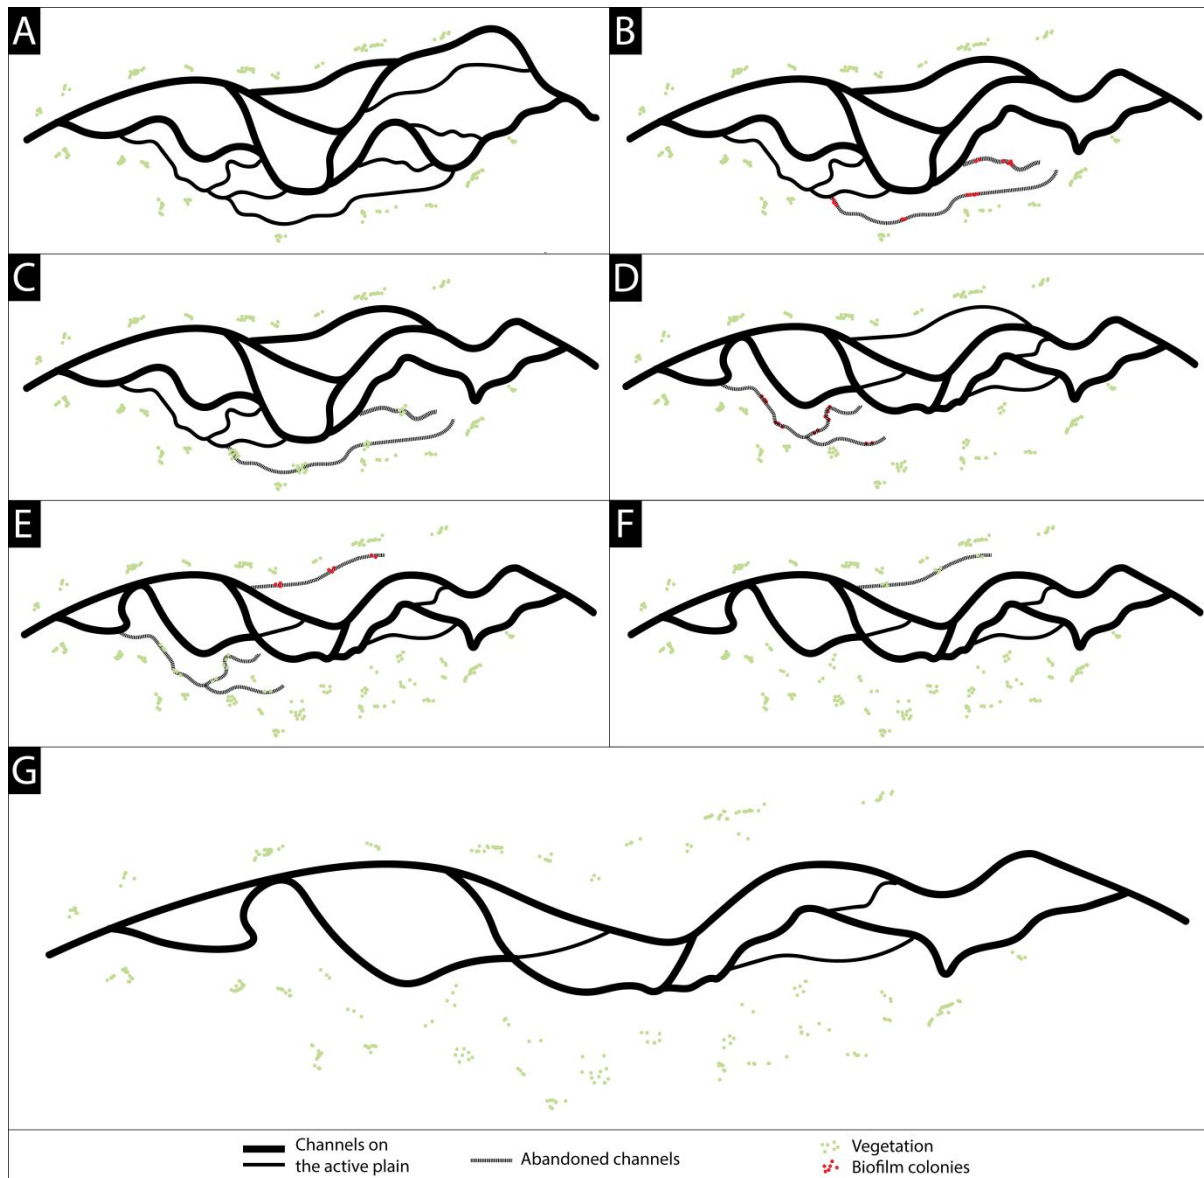 A
B
C
D
E
F
G
Channels on
the active plain
Abandoned channels
Vegetation
Biofilm colonies